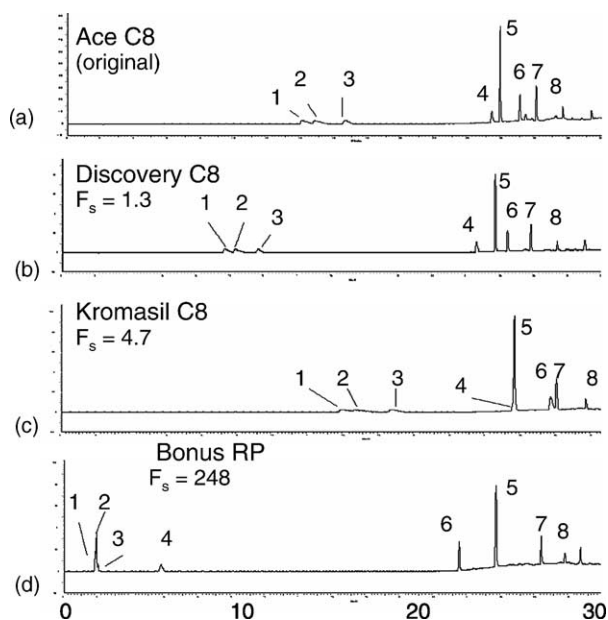 Ace C8
(original)
1
2
3
4
5
6
7
8
(a)
Discovery C8
Fs = 1.3
1
2
3
4
5
6
7
8
(b)
Kromasil C8
Fs = 4.7
1
2
3
4
5
6
7
8
(c)
Bonus RP
Fs = 248
1
2
3
4
6
5
7
8
(d)
0 10 20 30